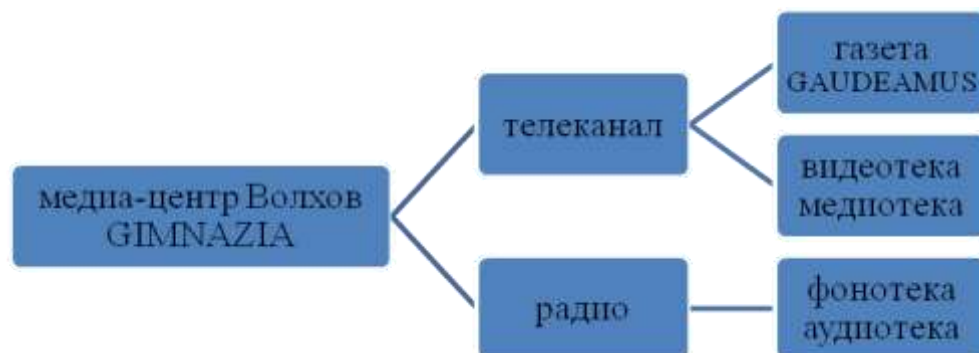 медиа-центр Волхов
GIMNAZIA
телеканал
газета
GAUDEAMUS
видеотека
медиотека
радио
фонотека
аудиотека